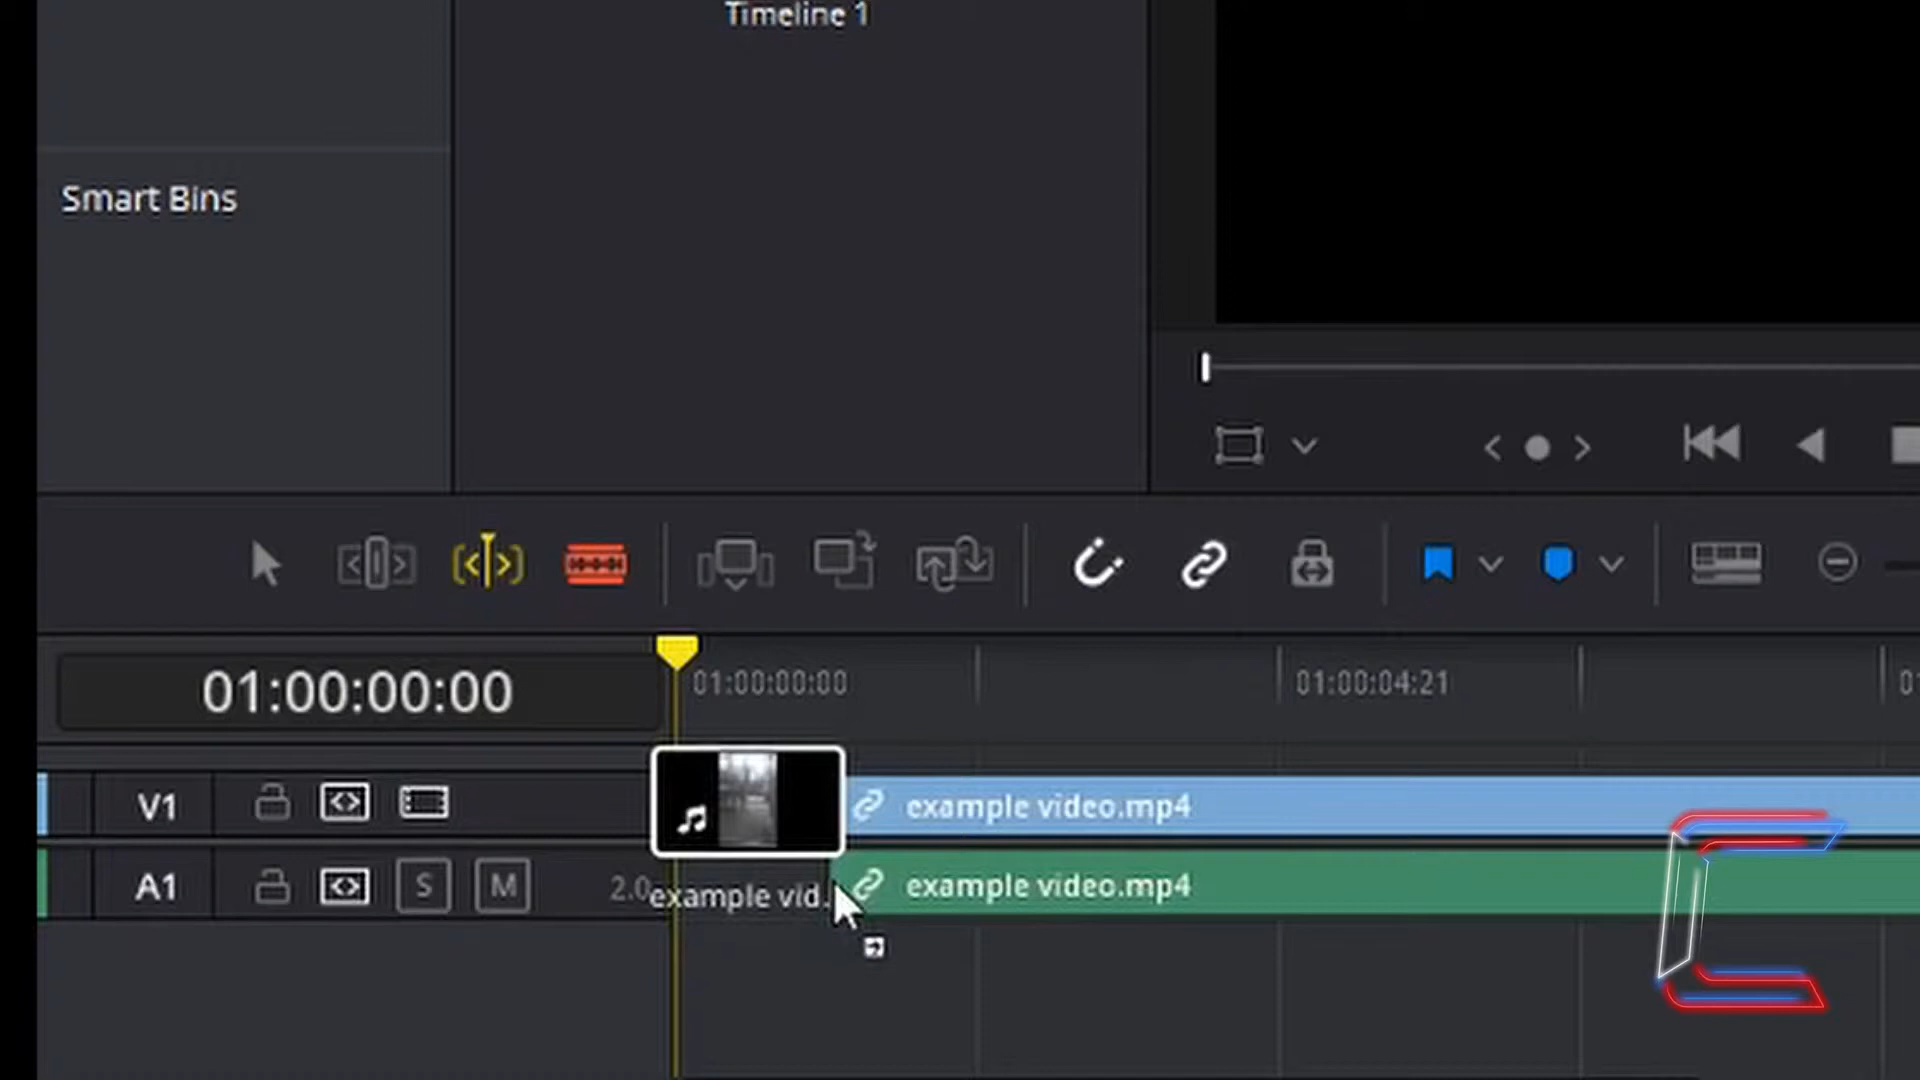 Timeline 1
Smart Bins
01:00:00:00
01:00:00:00
01:00:04:21
V1
example video.mp4
A1
S
M
2.0
example vid.
example video.mp4